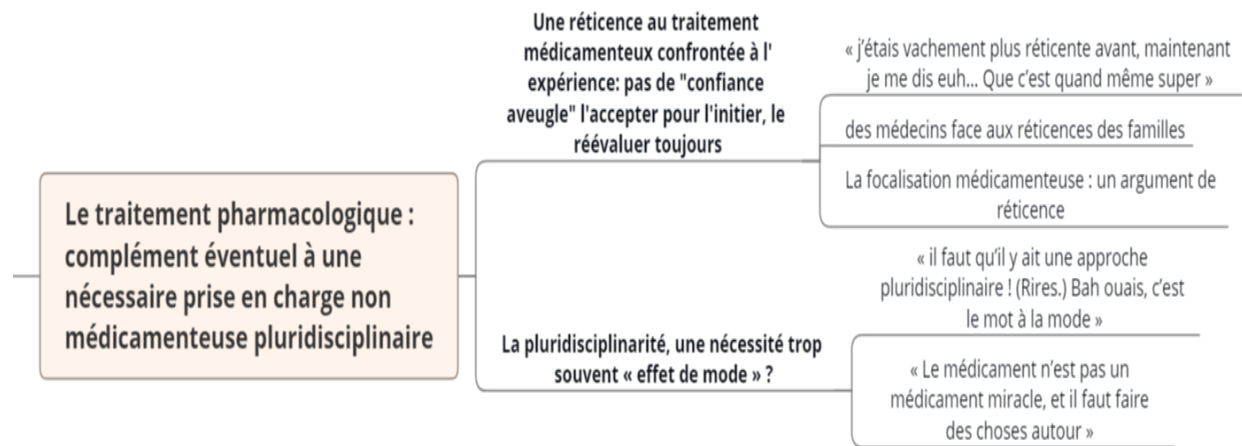 Le traitement pharmacologique :
complément éventuel à une
nécessaire prise en charge non
médicamenteuse pluridisciplinaire
Une réticence au traitement
médicamenteux confrontée à l'
expérience: pas de "confiance
aveugle" l'accepter pour l'initier, le
réévaluer toujours
« j'étais vachement plus réticente avant, maintenant
je me dis euh... Que c'est quand même super »
des médecins face aux réticences des familles
La focalisation médicamenteuse : un argument de
réticence
La pluridisciplinarité, une nécessité trop
souvent « effet de mode » ?
« il faut qu'il y ait une approche
pluridisciplinaire ! (Rires.) Bah ouais, c'est
le mot à la mode »
« Le médicament n'est pas un
médicament miracle, et il faut faire
des choses autour »